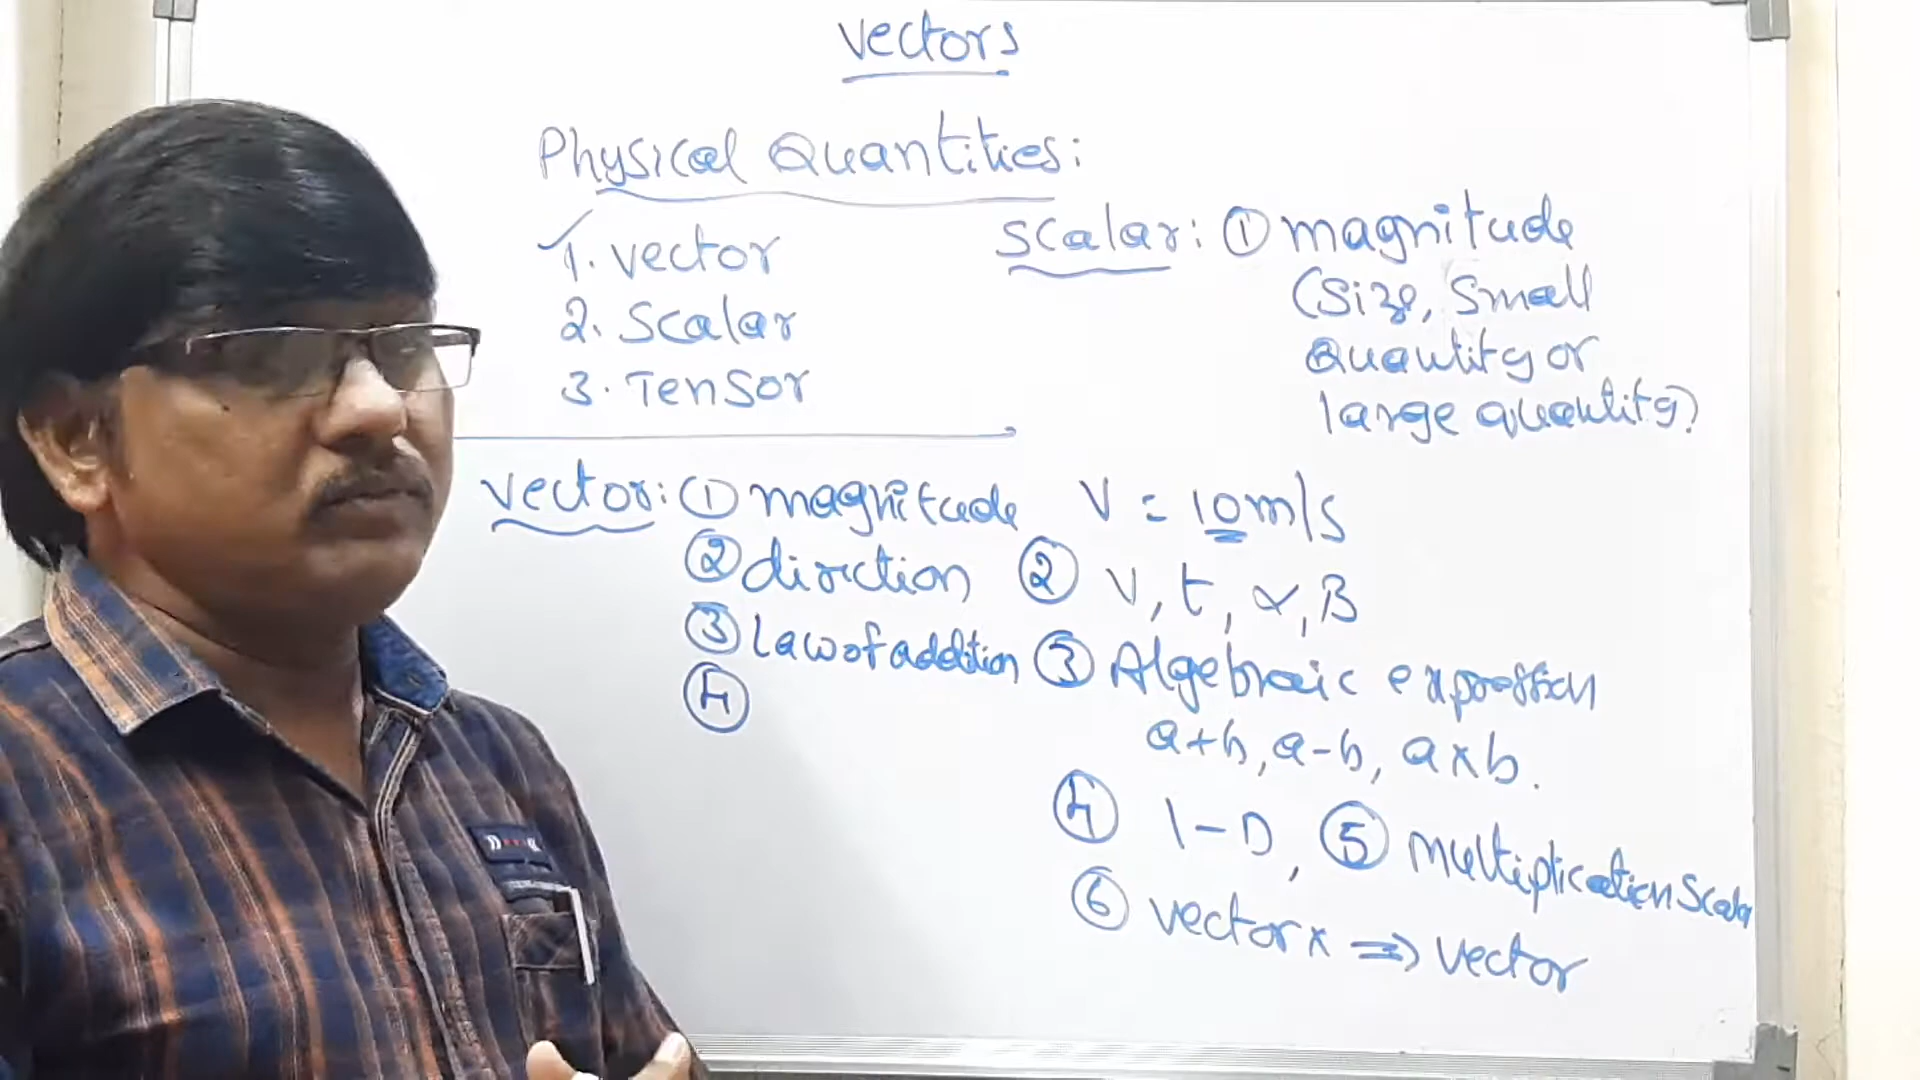 Vectors
Physical Quantities:
1. Vector
2. Scalar
3. Tensor
Scalar: ① magnitude
(Size, Small
Quantity or
large quantity)
V = 10m/s
② V, t, α, B
③ Algebraic expression
a+b, a-b, a×b.
④ 1-D, ⑤ multiplication Scalar
⑥ vector x ⇒ vector
Vector: ① magnitude
② direction
③ Law of addition
④